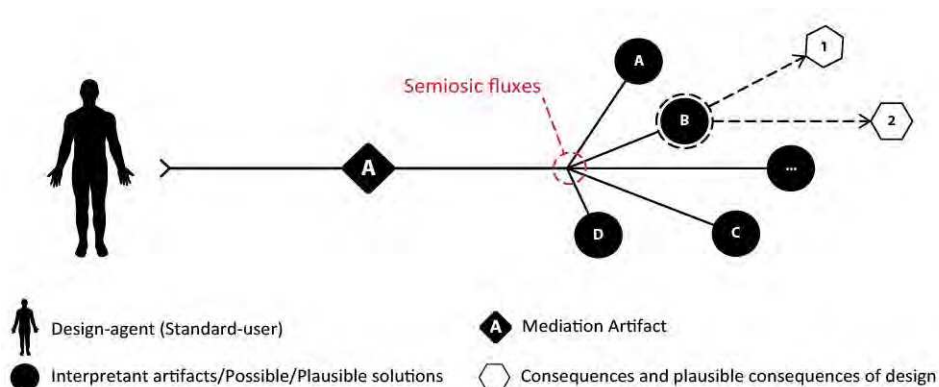 1
A
Semiosic fluxes
B
2
A
...
D
C
Design-agent (Standard-user)
A Mediation Artifact
Interpretant artifacts/Possible/Plausible solutions
Consequences and plausible consequences of design